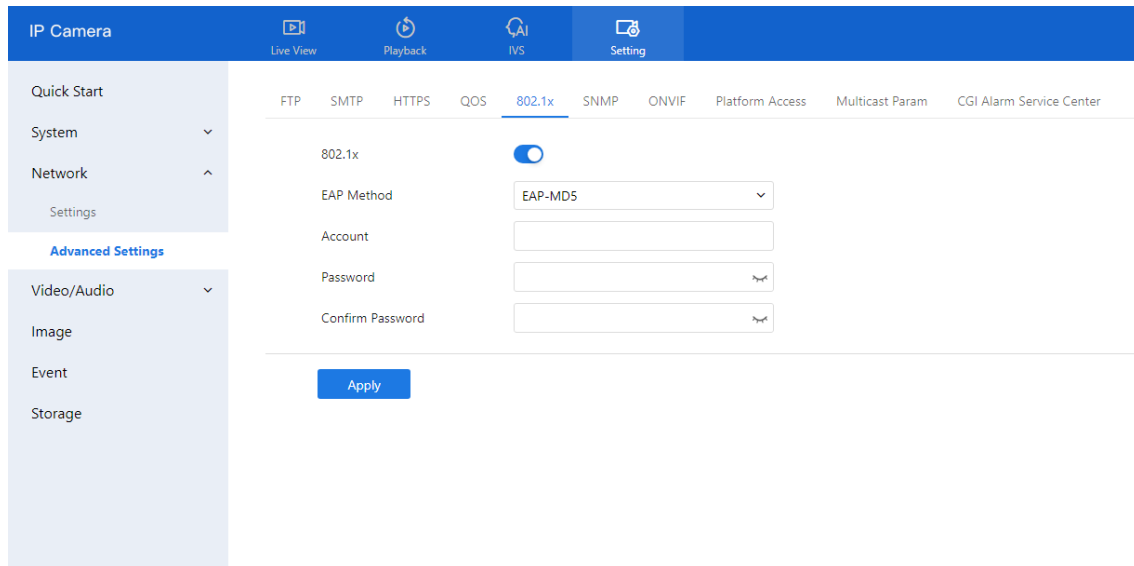 IP Camera
Live View
Playback
AI
IVS
Setting
Quick Start
System
Network
Settings
Advanced Settings
Video/Audio
Image
Event
Storage
FTP SMTP HTTPS QOS 802.1x SNMP ONVIF Platform Access Multicast Param CGI Alarm Service Center
802.1x
EAP Method EAP-MD5
Account
Password
Confirm Password
Apply